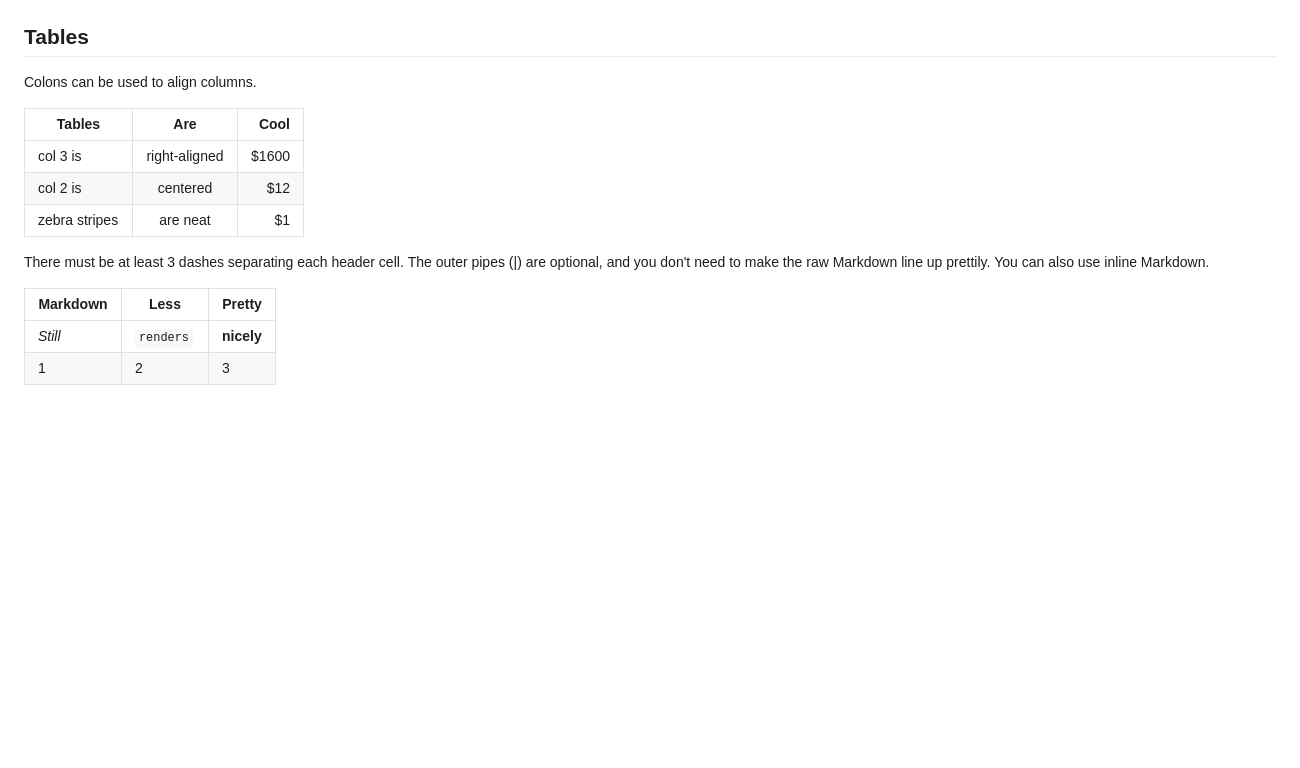 Tables
Colons can be used to align columns.
Tables Are Cool
col 3 is right-aligned $1600
col 2 is centered $12
zebra stripes are neat $1
There must be at least 3 dashes separating each header cell. The outer pipes (|) are optional, and you don't need to make the raw Markdown line up prettily. You can also use inline Markdown.
Markdown Less Pretty
Still renders nicely
1 2 3